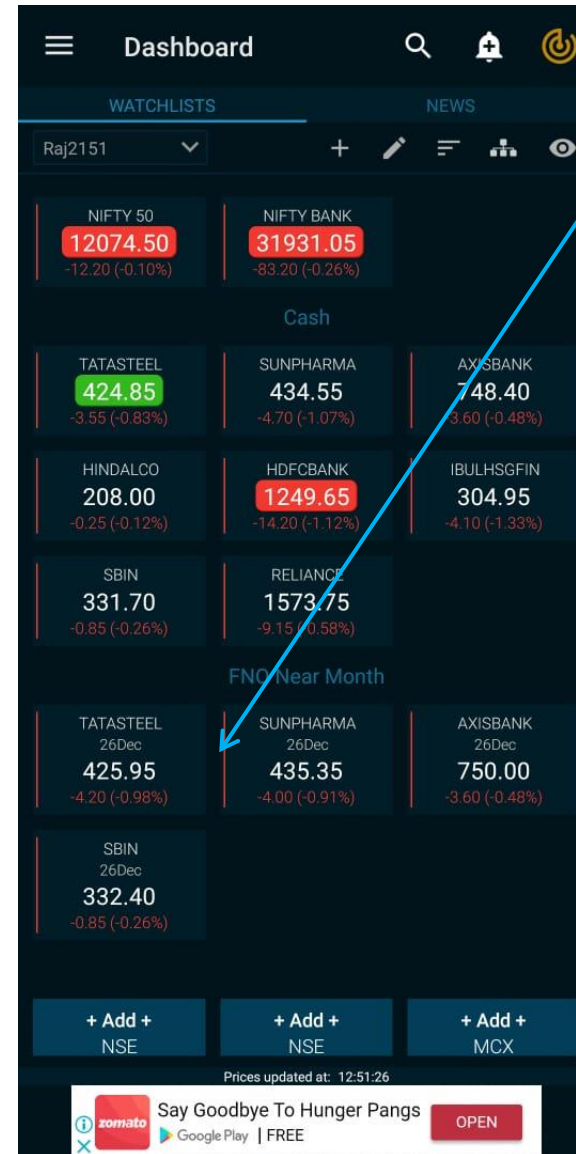 Dashboard
WATCHLISTS NEWS
Raj2151
NIFTY 50 NIFTY BANK
12074.50 31931.05
-12.20 (-0.10%) -83.20 (-0.26%)
Cash
TATASTEEL SUNPHARMA AXISBANK
424.85 434.55 748.40
-3.55 (-0.83%) -4.70 (-1.07%) -3.60 (-0.48%)
HINDALCO HDFCBANK IBULHSGFIN
208.00 1249.65 304.95
-0.25 (-0.12%) -14.20 (-1.12%) -4.10 (-1.33%)
SBIN RELIANCE
331.70 1573.75
-0.85 (-0.26%) -9.15 (-0.58%)
FNO Near Month
TATASTEEL SUNPHARMA AXISBANK
26Dec 26Dec 26Dec
425.95 435.35 750.00
-4.20 (-0.98%) -4.00 (-0.91%) -3.60 (-0.48%)
SBIN
26Dec
332.40
-0.85 (-0.26%)
+ Add + + Add + + Add +
NSE NSE MCX
Prices updated at: 12:51:26
zomato Say Goodbye To Hunger Pangs OPEN
Google Play | FREE